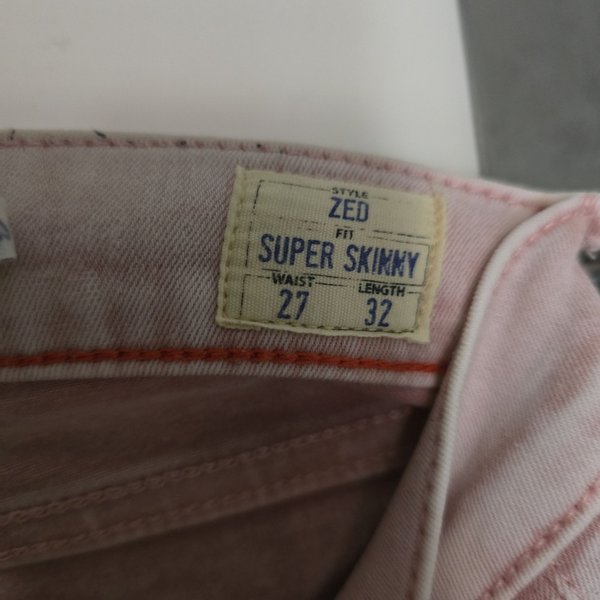 STYLE
ZED
FIT
SUPER SKINNY
WAIST LENGTH
27 32